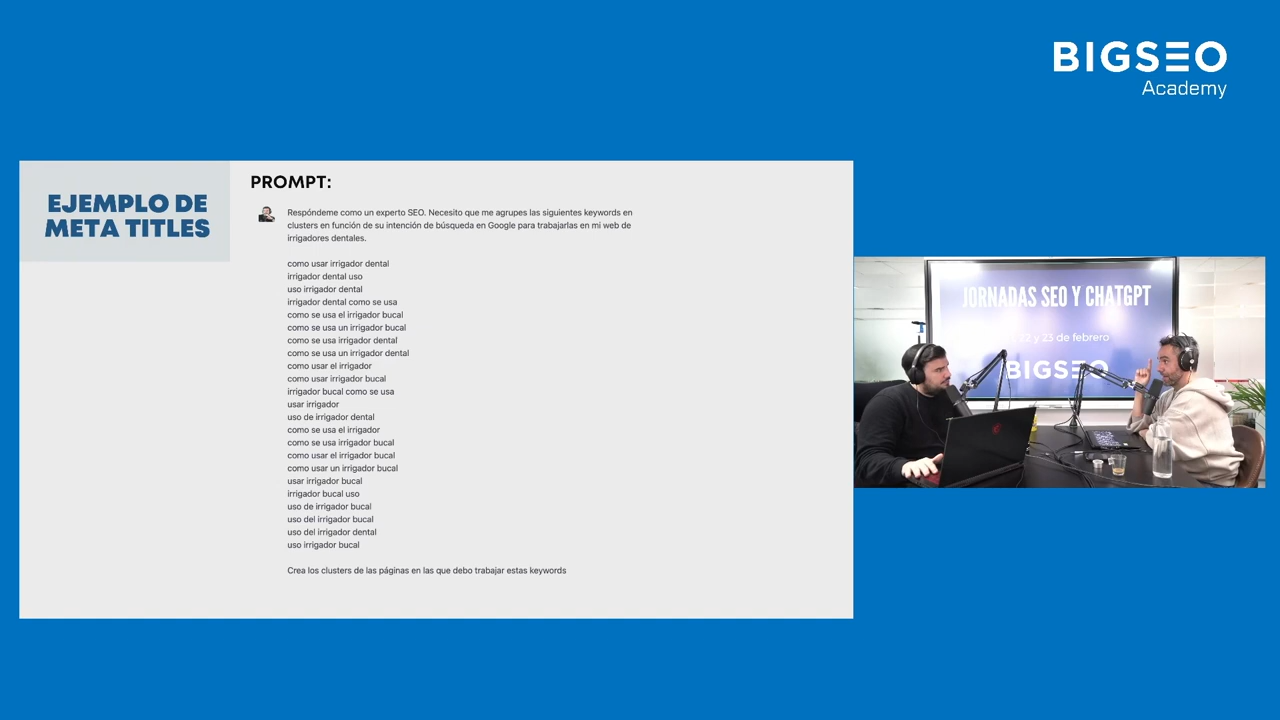 BIGSEO
Academy
EJEMPLO DE
META TITLES
PROMPT:
Respóndeme como un experto SEO. Necesito que me agrupes las siguientes keywords en
clusters en función de su intención de búsqueda en Google para trabajarlas en mi web de
irrigadores dentales.
como usar irrigador dental
irrigador dental uso
uso irrigador dental
irrigador dental como se usa
como se usa el irrigador bucal
como se usa un irrigador bucal
como se usa irrigador dental
como se usa un irrigador dental
como usar el irrigador
como usar irrigador bucal
irrigador bucal como se usa
usar irrigador
uso de irrigador dental
como se usa el irrigador
como se usa irrigador bucal
como usar el irrigador bucal
como usar un irrigador bucal
usar irrigador bucal
irrigador bucal uso
uso de irrigador bucal
uso del irrigador bucal
uso del irrigador dental
uso irrigador bucal
Crea los clusters de las páginas en las que debo trabajar estas keywords
JORNADAS SEO Y CHATGPT
22 y 23 de febrero
BIGSEO